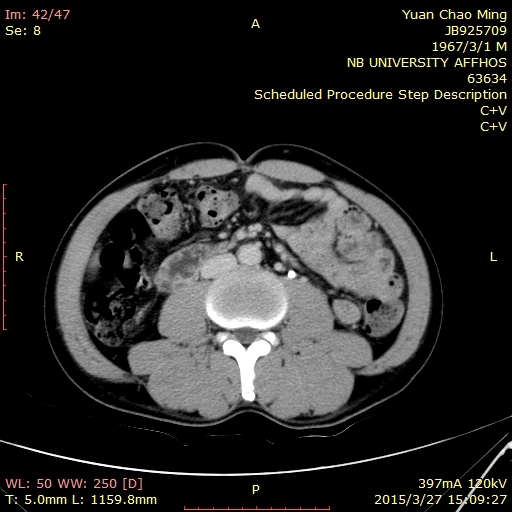 Im: 42/47
Se: 8
A
Yuan Chao Ming
JB925709
1967/3/1 M
NB UNIVERSITY AFFHOS
63634
Scheduled Procedure Step Description
C+V
C+V
R
L
WL: 50 WW: 250 [D]
T: 5.0mm L: 1159.8mm
P
397mA 120kV
2015/3/27 15:09:27